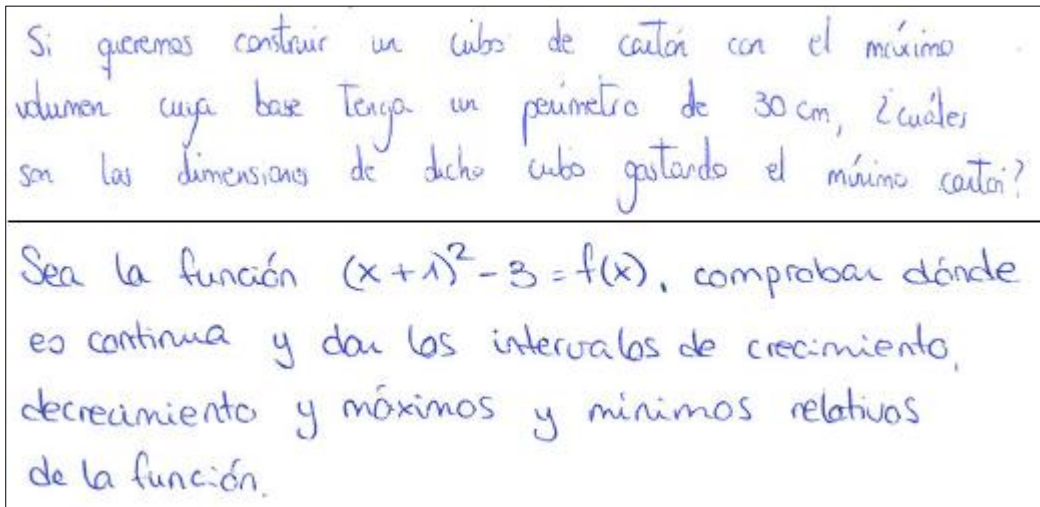 Si queremos construir un cubo de cartón con el máximo
volumen cuya base tenga un perímetro de 30 cm, ¿cuáles
son las dimensiones de dicho cubo gastando el mínimo cartón?
Sea la función (x+1)² - 3 = f(x), comprobar dónde
es continua y dar los intervalos de crecimiento,
decrecimiento y máximos y mínimos relativos
de la función.